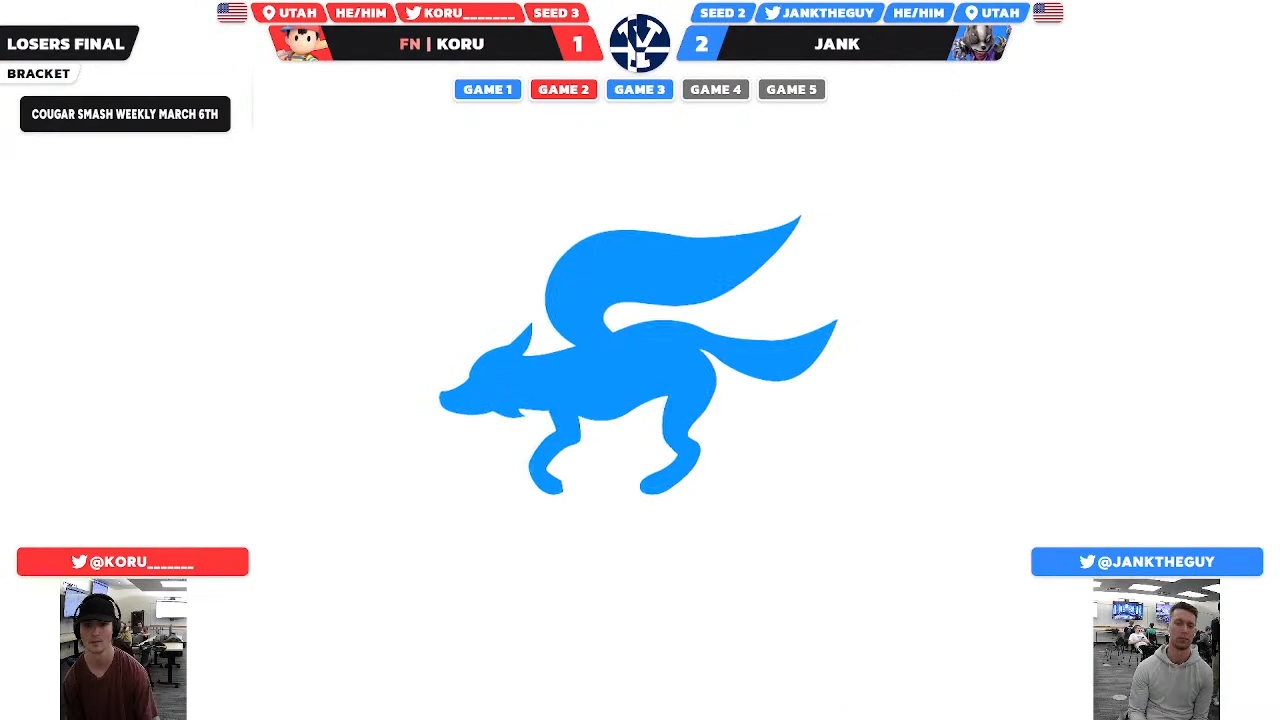 UTAH HE/HIM KORU_______ SEED 3
SEED 2 JANKTHEGUY HE/HIM UTAH
LOSERS FINAL
FN | KORU 1
2 JANK
BRACKET
GAME 1 GAME 2 GAME 3 GAME 4 GAME 5
COUGAR SMASH WEEKLY MARCH 6TH
@KORU_______
@JANKTHEGUY